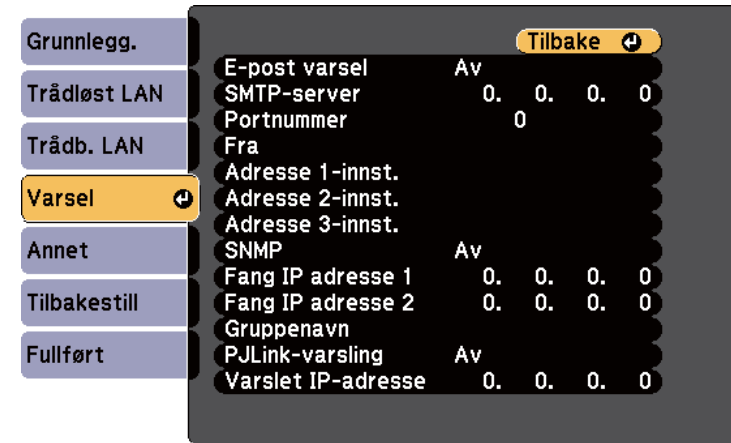 Grunnlegg.
Trådløst LAN
Trådb. LAN
Varsel
Annet
Tilbakestill
Fullført
Tilbake
E-post varsel Av
SMTP-server 0. 0. 0. 0
Portnummer 0
Fra
Adresse 1-innst.
Adresse 2-innst.
Adresse 3-innst.
SNMP Av
Fang IP adresse 1 0. 0. 0. 0
Fang IP adresse 2 0. 0. 0. 0
Gruppenavn
PJLink-varsling Av
Varslet IP-adresse 0. 0. 0. 0